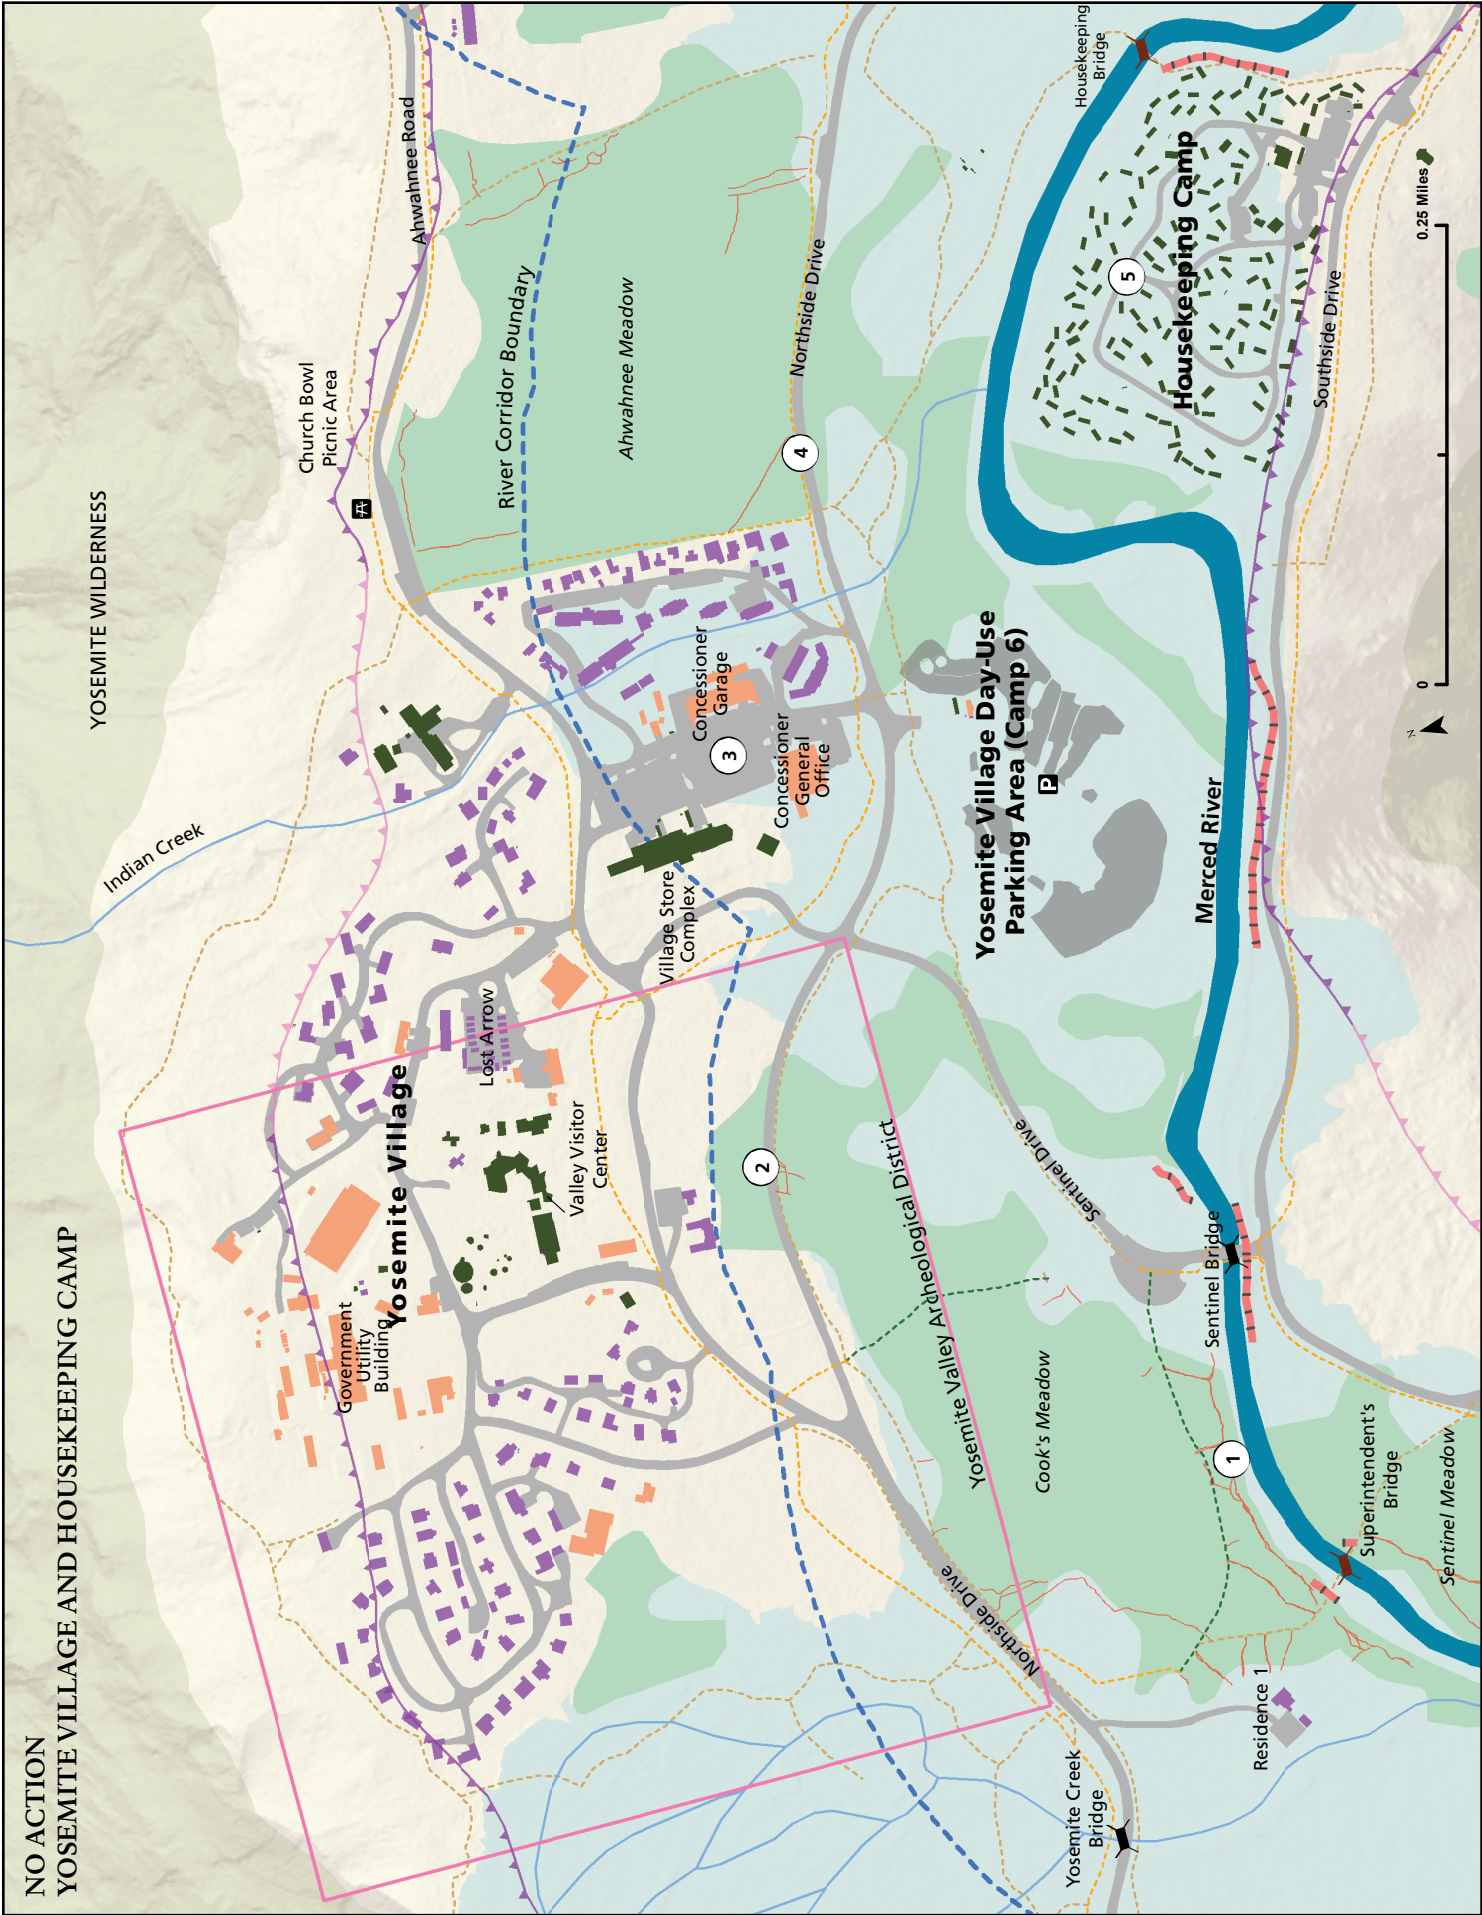 NO ACTION
YOSEMITE VILLAGE AND HOUSEKEEPING CAMP
YOSEMITE WILDERNESS
Indian Creek
Church Bowl
Picnic Area
Ahwahnee Road
River Corridor Boundary
Ahwahnee Meadow
Northside Drive
4
Housekeeping
Bridge
Government
Utility
Building
Yosemite Village
Lost Arrow
Valley Visitor
Center
Village Store
Complex
Concessioner
Garage
3
Concessioner
General
Office
2
Yosemite Valley Archeological District
Yosemite Village Day-Use
Parking Area (Camp 6)
P
5
Housekeeping Camp
Southside Drive
Cook's Meadow
Sentinel Drive
Northside Drive
Merced River
Sentinel Bridge
1
Yosemite Creek
Bridge
Residence 1
Superintendent's
Bridge
Sentinel Meadow
N
0
0.25 Miles